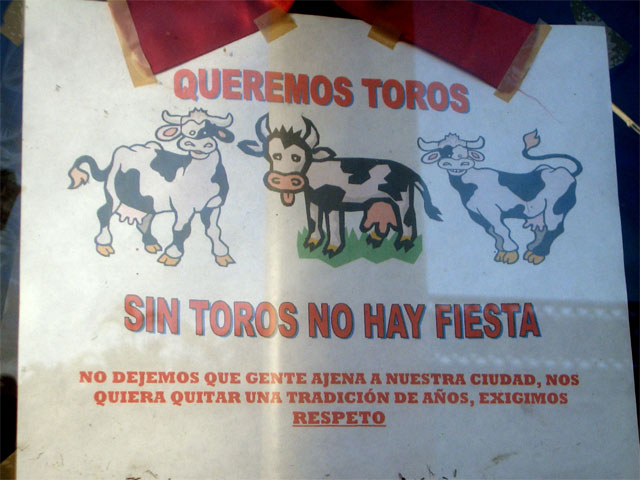 QUEREMOS TOROS
SIN TOROS NO HAY FIESTA
NO DEJEMOS QUE GENTE AJENA A NUESTRA CIUDAD, NOS
QUIERA QUITAR UNA TRADICIÓN DE AÑOS, EXIGIMOS
RESPETO